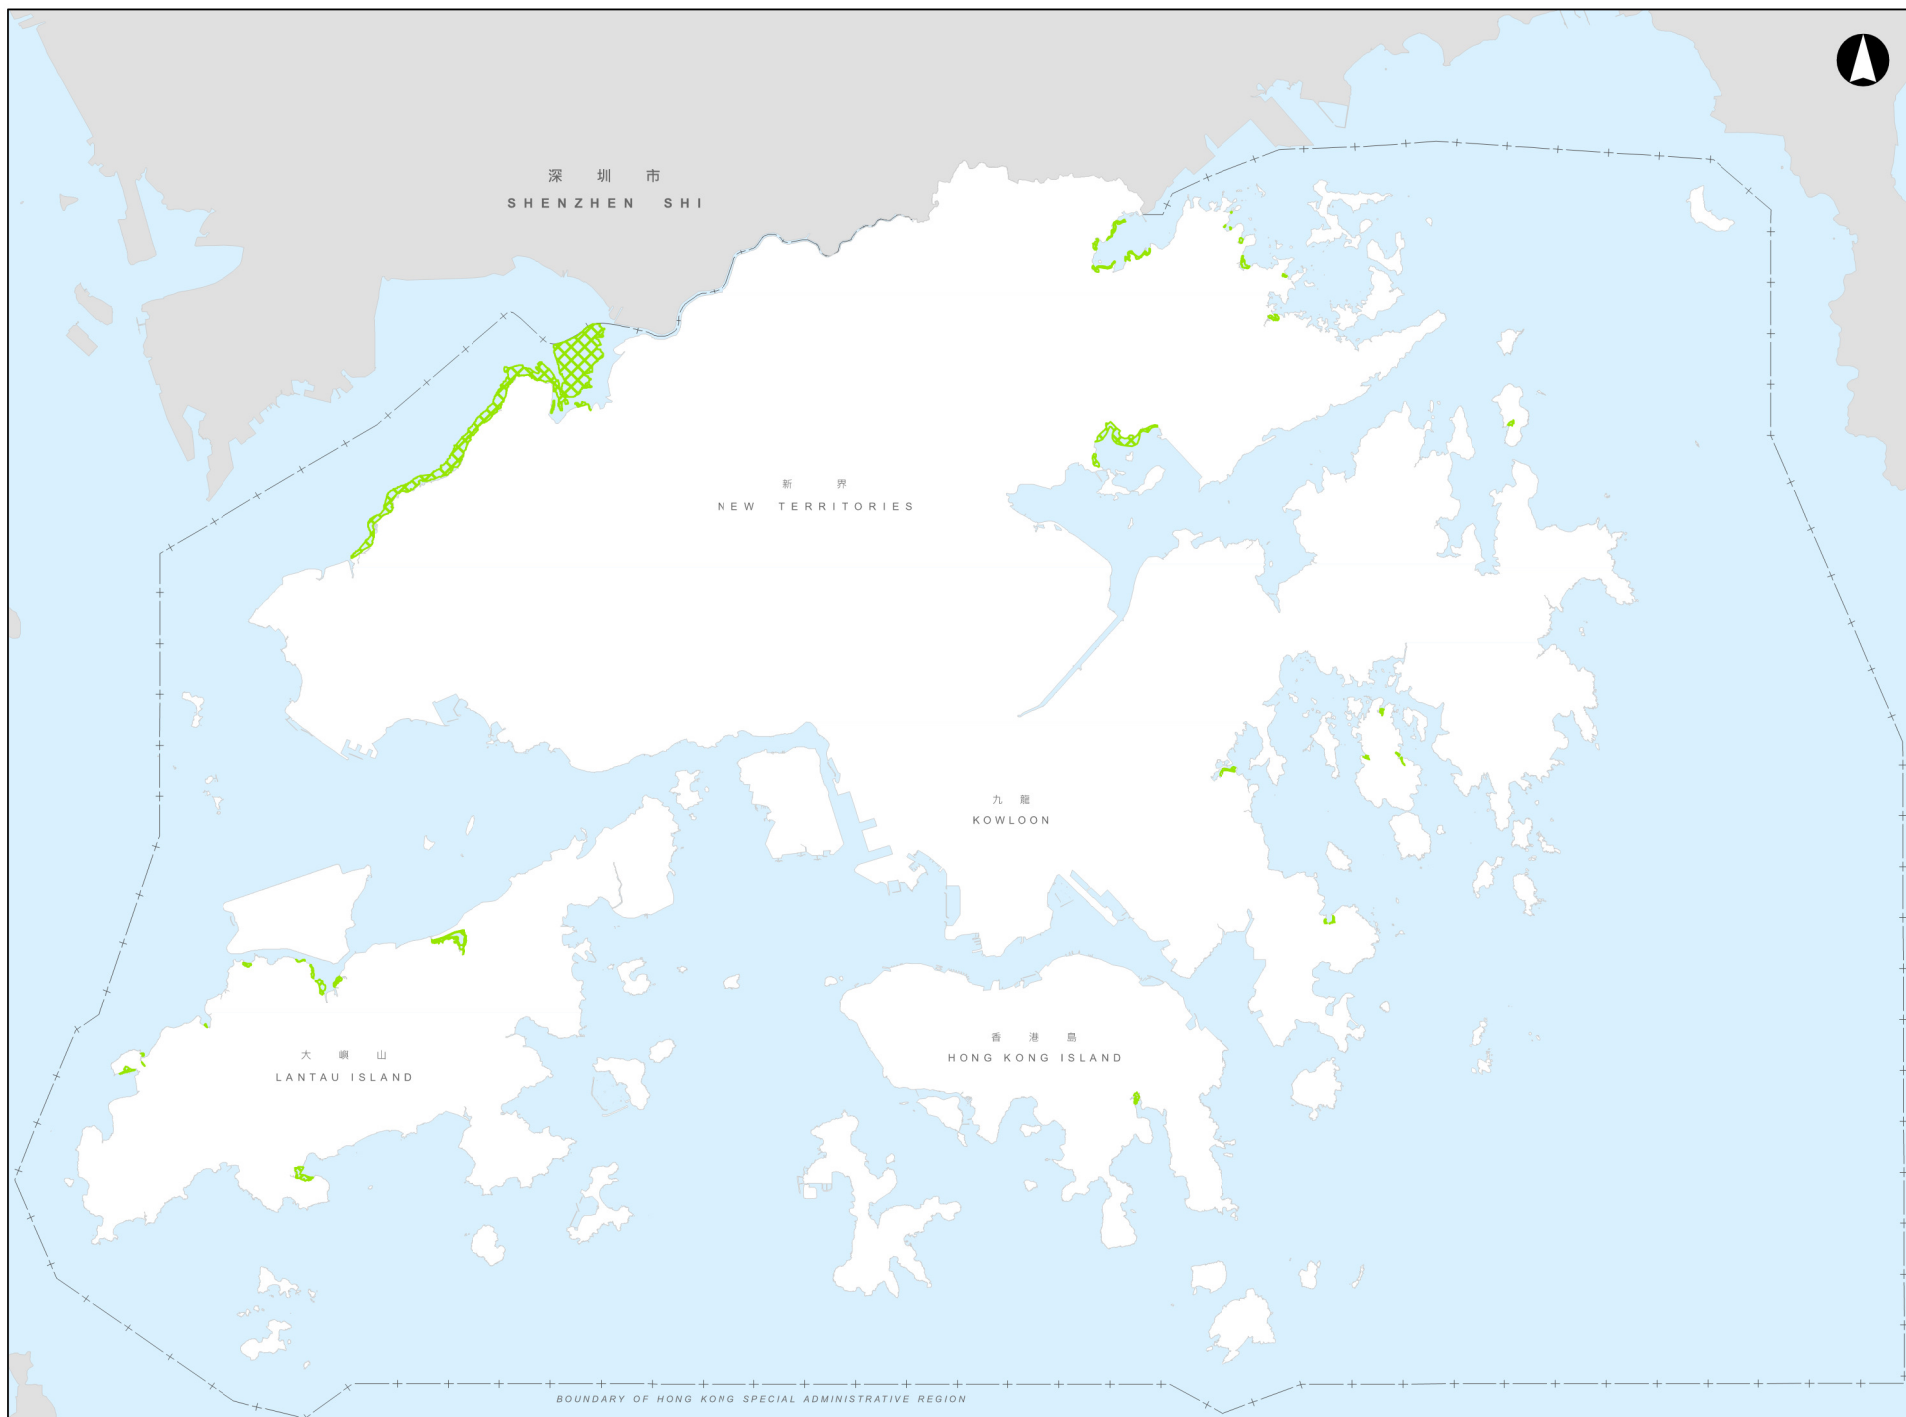 深 圳 市
SHENZHEN SHI
新 界
NEW TERRITORIES
九 龍
KOWLOON
香 港 島
HONG KONG ISLAND
大 嶼 山
LANTAU ISLAND
BOUNDARY OF HONG KONG SPECIAL ADMINISTRATIVE REGION